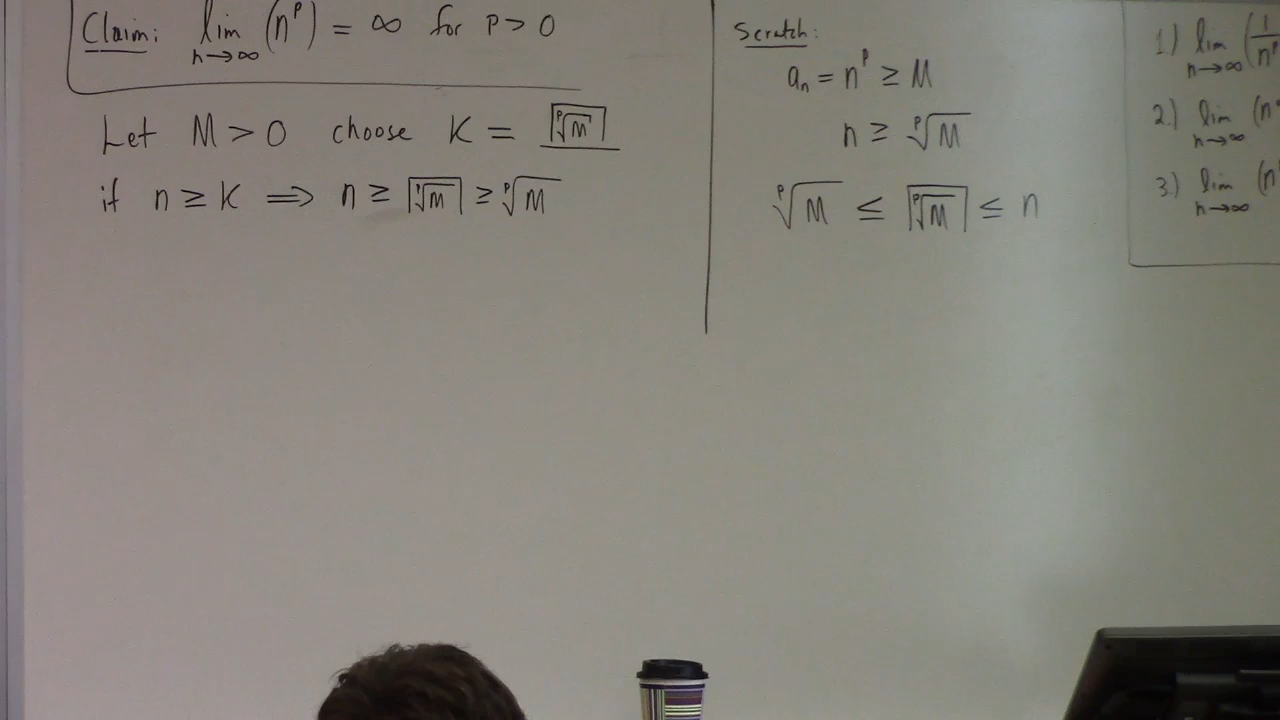 Claim: lim n→∞ (n^p) = ∞ for p > 0
Let M > 0 choose K = ⌈ᵖ√M⌉
if n ≥ K ⟹ n ≥ ⌈ᵖ√M⌉ ≥ ᵖ√M
Scratch:
aₙ = n^p ≥ M
n ≥ ᵖ√M
ᵖ√M ≤ ⌈ᵖ√M⌉ ≤ n
1) lim n→∞ (1/n^p
2.) lim n→∞ (n
3.) lim n→∞ (n